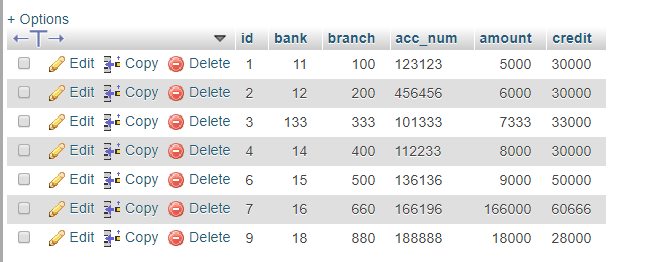 + Options
←T→ id bank branch acc_num amount credit
Edit Copy Delete 1 11 100 123123 5000 30000
Edit Copy Delete 2 12 200 456456 6000 30000
Edit Copy Delete 3 133 333 101333 7333 33000
Edit Copy Delete 4 14 400 112233 8000 30000
Edit Copy Delete 6 15 500 136136 9000 50000
Edit Copy Delete 7 16 660 166196 166000 60666
Edit Copy Delete 9 18 880 188888 18000 28000